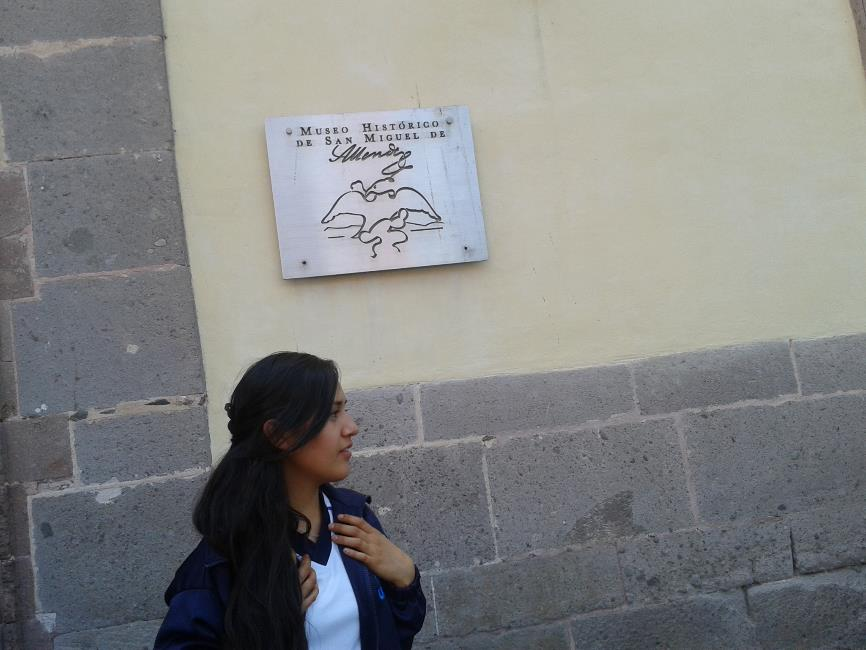 MUSEO HISTÓRICO
DE SAN MIGUEL DE
Allende